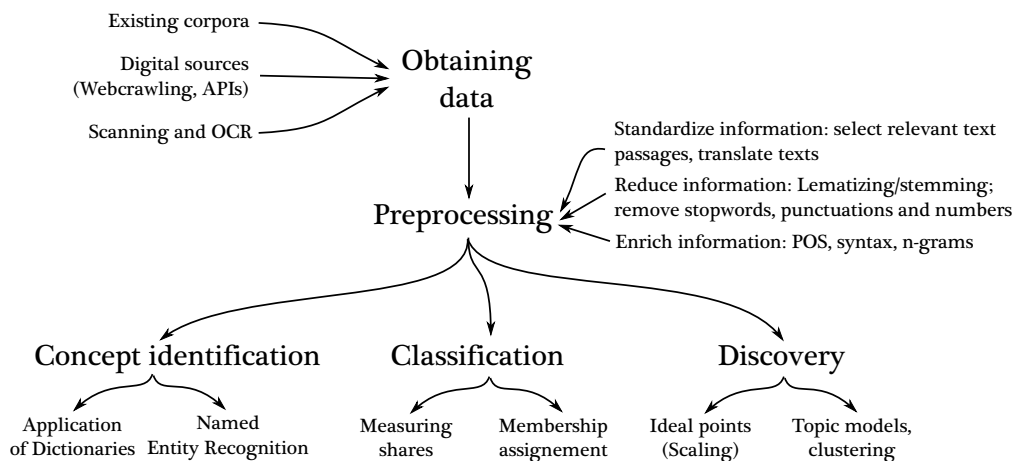 Existing corpora
Digital sources
(Webcrawling, APIs)
Scanning and OCR
Obtaining
data
Standardize information: select relevant text
passages, translate texts
Reduce information: Lematizing/stemming;
remove stopwords, punctuations and numbers
Enrich information: POS, syntax, n-grams
Preprocessing
Concept identification
Application
of Dictionaries
Named
Entity Recognition
Classification
Measuring
shares
Membership
assignement
Discovery
Ideal points
(Scaling)
Topic models,
clustering